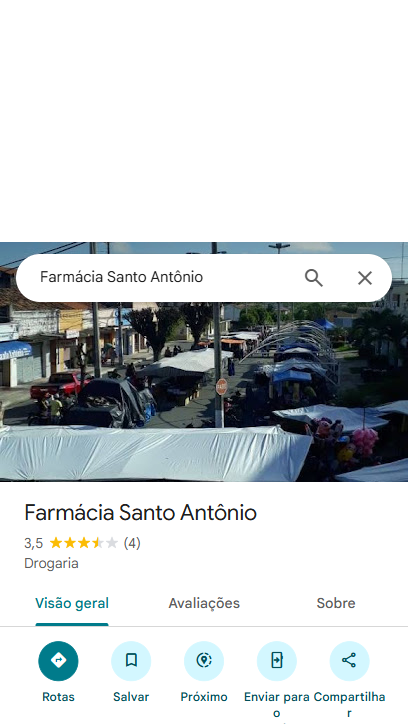 Farmácia Santo Antônio
Farmácia Santo Antônio
3,5 (4)
Drogaria
Visão geral Avaliações Sobre
Rotas Salvar Próximo Enviar para o Compartilhar